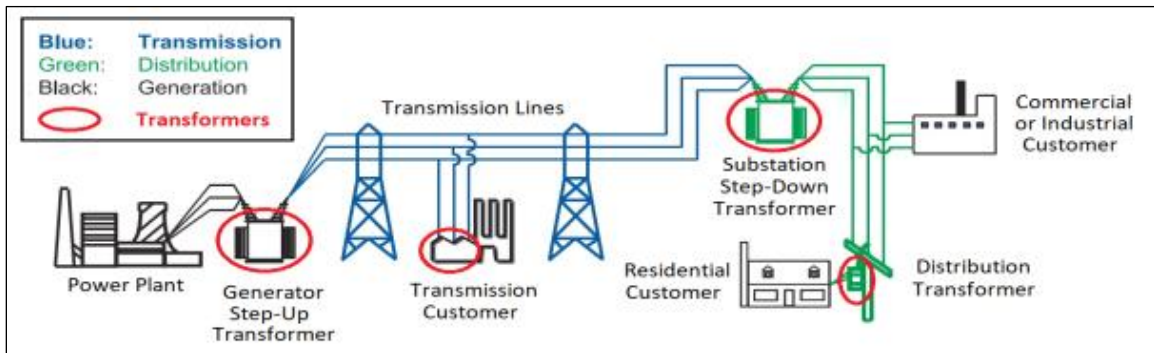 Blue: Transmission
Green: Distribution
Black: Generation
Transformers
Transmission Lines
Commercial
or Industrial
Customer
Substation
Step-Down
Transformer
Power Plant
Generator
Step-Up
Transformer
Transmission
Customer
Residential
Customer
Distribution
Transformer